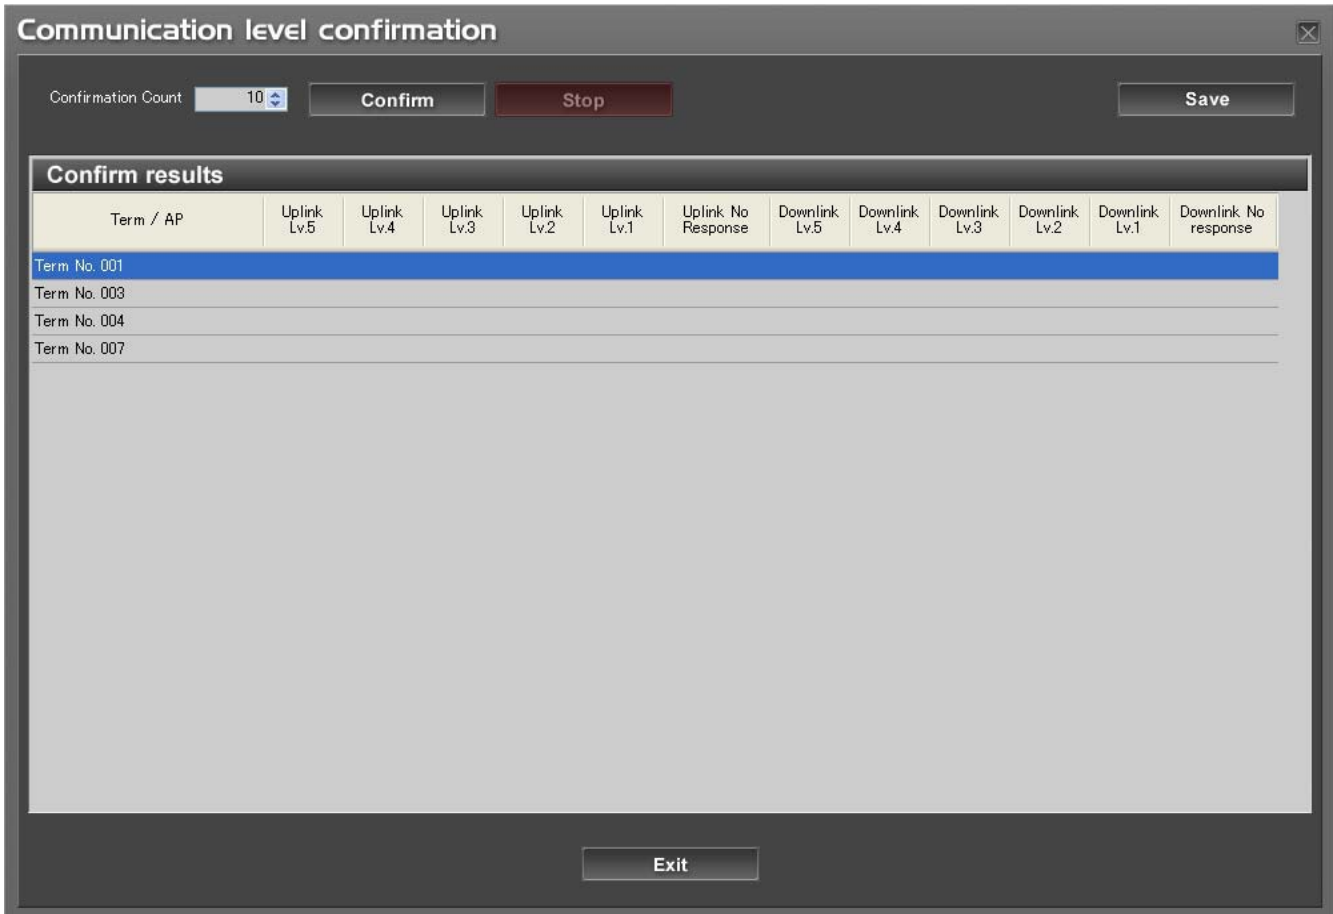 Communication level confirmation
Confirmation Count 10 Confirm Stop Save
Confirm results
Term / AP Uplink Lv.5 Uplink Lv.4 Uplink Lv.3 Uplink Lv.2 Uplink Lv.1 Uplink No Response Downlink Lv.5 Downlink Lv.4 Downlink Lv.3 Downlink Lv.2 Downlink Lv.1 Downlink No response
Term No. 001
Term No. 003
Term No. 004
Term No. 007
Exit